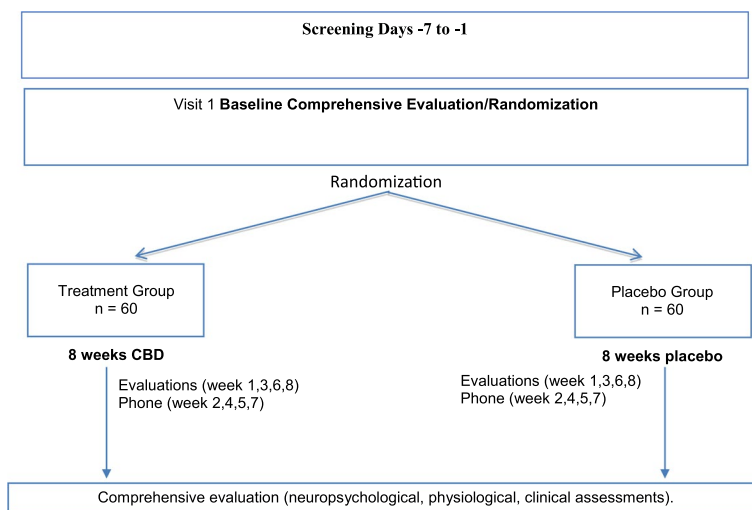 Screening Days -7 to -1
Visit 1 Baseline Comprehensive Evaluation/Randomization
Randomization
Treatment Group
n = 60
Placebo Group
n = 60
8 weeks CBD
8 weeks placebo
Evaluations (week 1,3,6,8)
Phone (week 2,4,5,7)
Evaluations (week 1,3,6,8)
Phone (week 2,4,5,7)
Comprehensive evaluation (neuropsychological, physiological, clinical assessments).